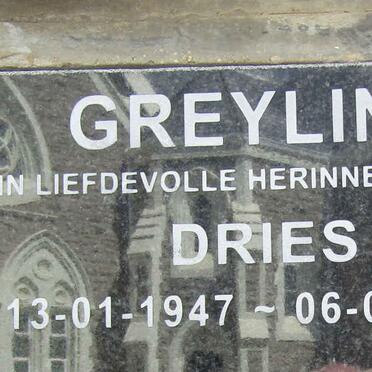 GREYLIN
IN LIEFDEVOLLE HERINNE
DRIES
13-01-1947 ~ 06-0